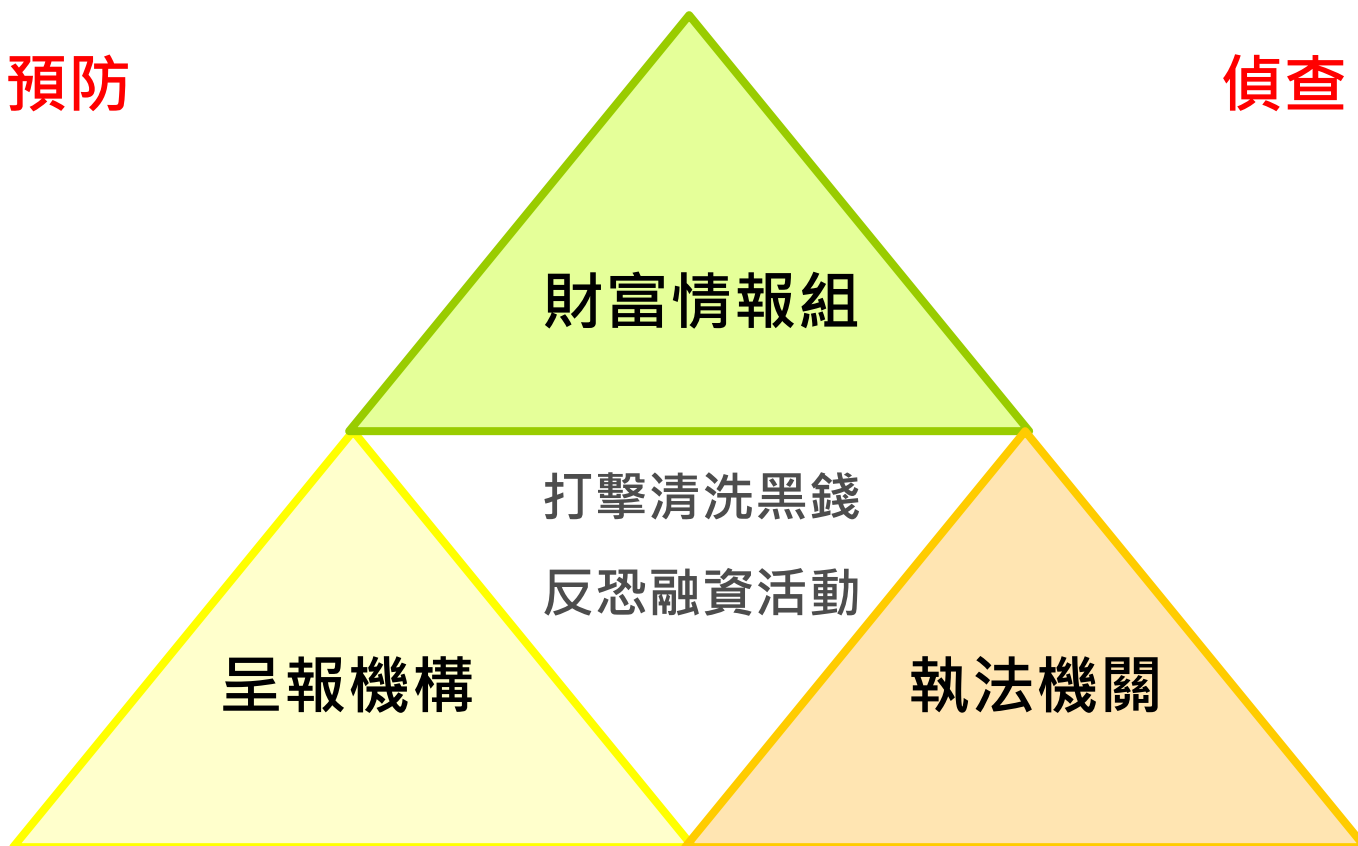 預防
偵查
財富情報組
打擊清洗黑錢
反恐融資活動
呈報機構
執法機關